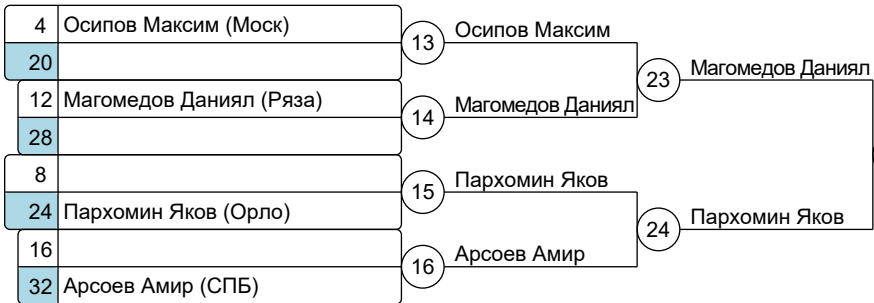 4 Осипов Максим (Моск)
20
12 Магомедов Даниял (Ряза)
28
8
24 Пархомин Яков (Орло)
16
32 Арсоев Амир (СПБ)
13 Осипов Максим
14 Магомедов Даниял
15 Пархомин Яков
16 Арсоев Амир
23 Магомедов Даниял
24 Пархомин Яков